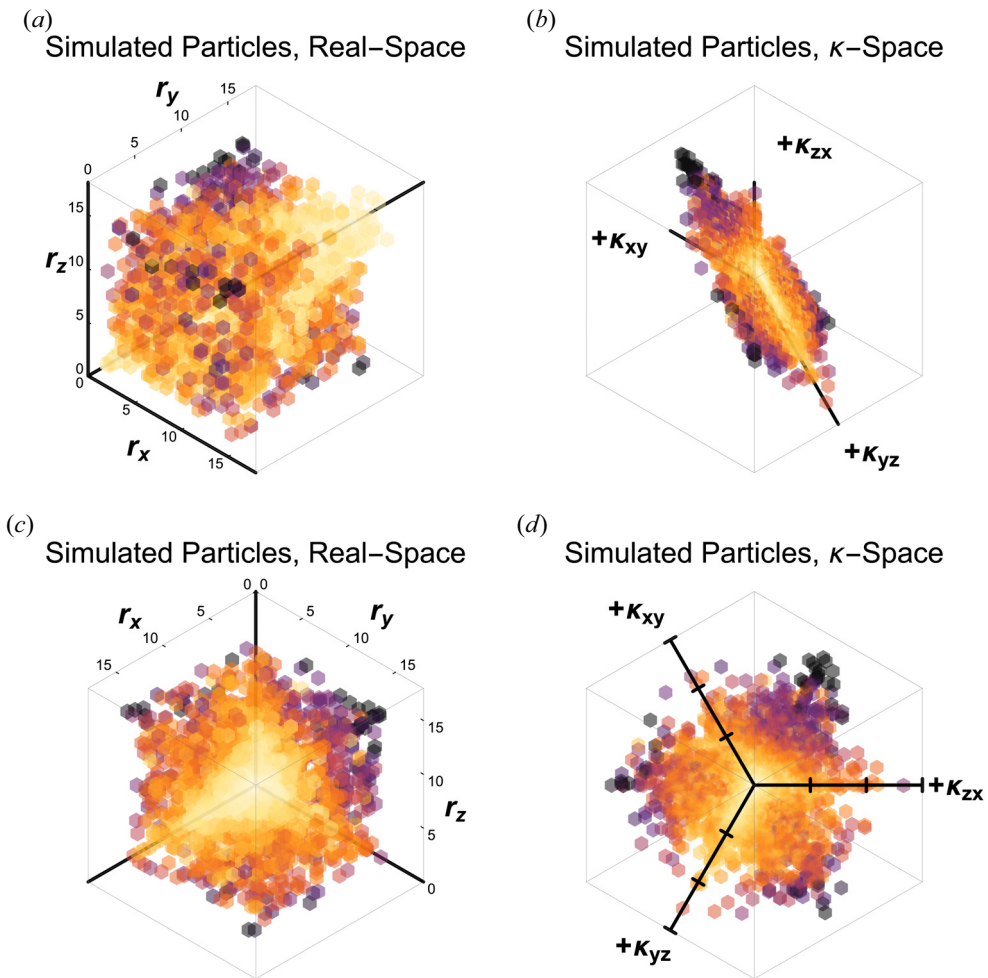 (a)
Simulated Particles, Real–Space
15
r_y
10
5
0
15
r_z 10
5
0
0
5
10
r_x
15
(b)
Simulated Particles, κ–Space
+κ_zx
+κ_xy
+κ_yz
(c)
Simulated Particles, Real–Space
0 0
r_x 5 5 r_y
10 10
15 15
15
10
r_z
5
0
(d)
Simulated Particles, κ–Space
+κ_xy
+κ_zx
+κ_yz